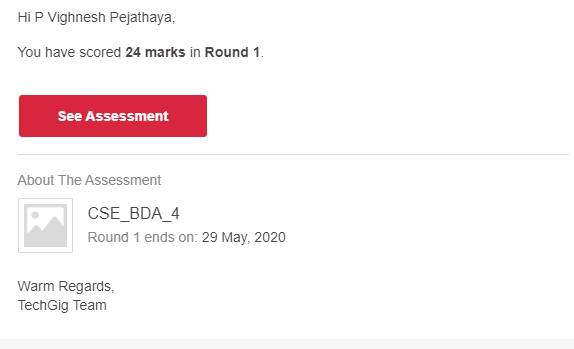 Hi P Vighnesh Pejathaya,
You have scored 24 marks in Round 1.
See Assessment
About The Assessment
CSE_BDA_4
Round 1 ends on: 29 May, 2020
Warm Regards,
TechGig Team